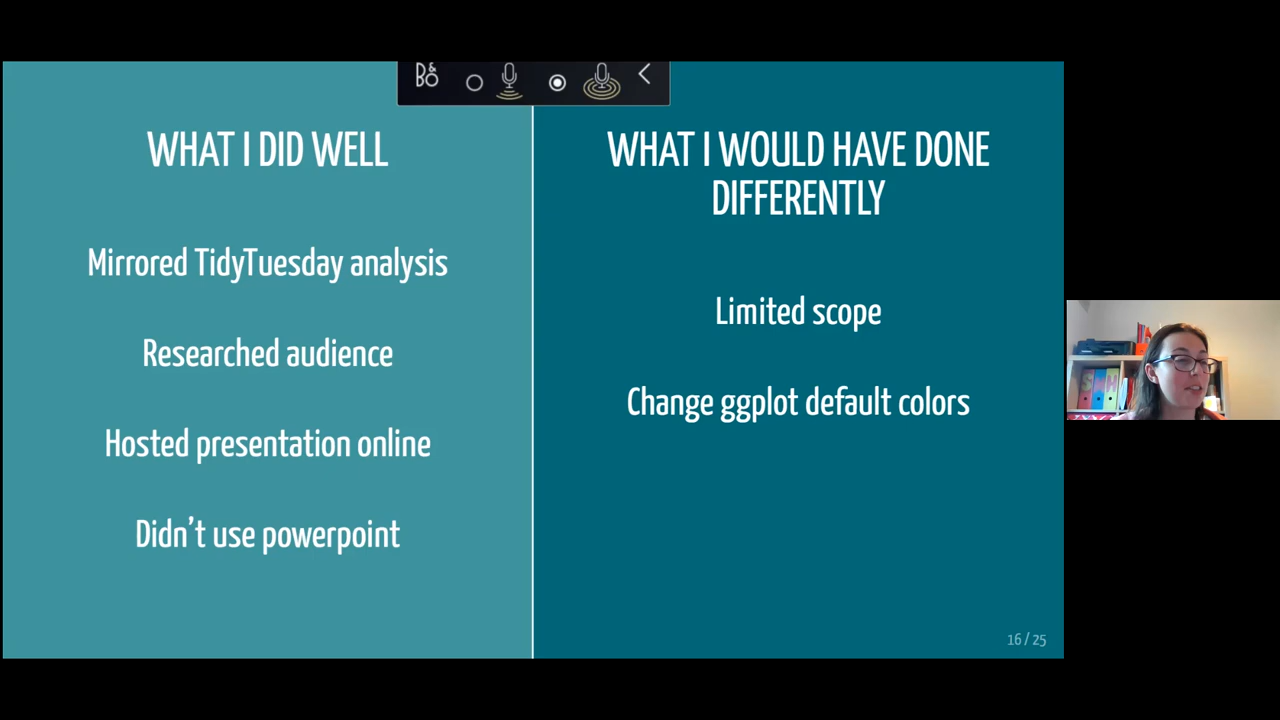 B&O
WHAT I DID WELL
Mirrored TidyTuesday analysis
Researched audience
Hosted presentation online
Didn't use powerpoint
WHAT I WOULD HAVE DONE
DIFFERENTLY
Limited scope
Change ggplot default colors
16 / 25